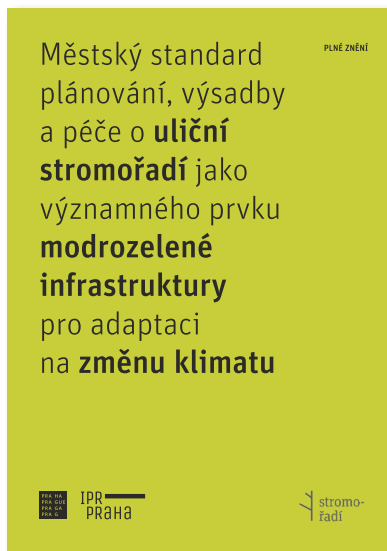 Městský standard
plánování, výsadby
a péče o uliční
stromořadí jako
významného prvku
modrozelené
infrastruktury
pro adaptaci
na změnu klimatu
PLNÉ ZNĚNÍ
PRA HA
PRA GUE
PRA GA
PRA G
IPR
PRAHA
stromo-
řadí